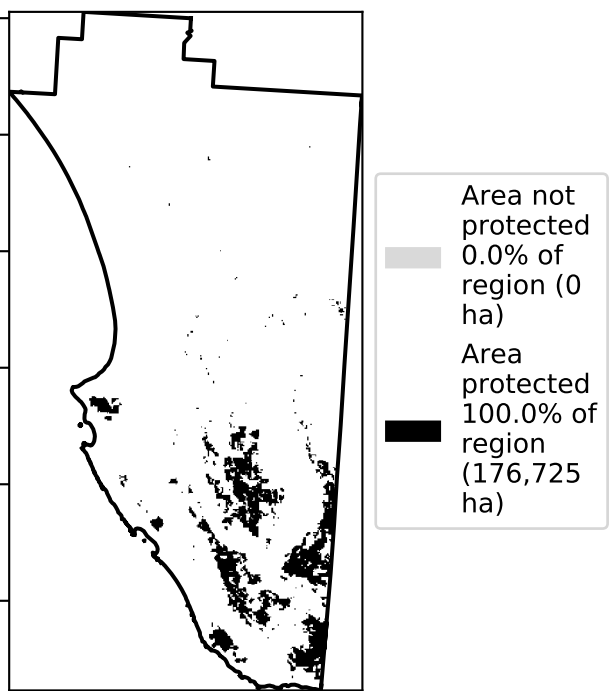 Area not
protected
0.0% of
region (0
ha)
Area
protected
100.0% of
region
(176,725
ha)